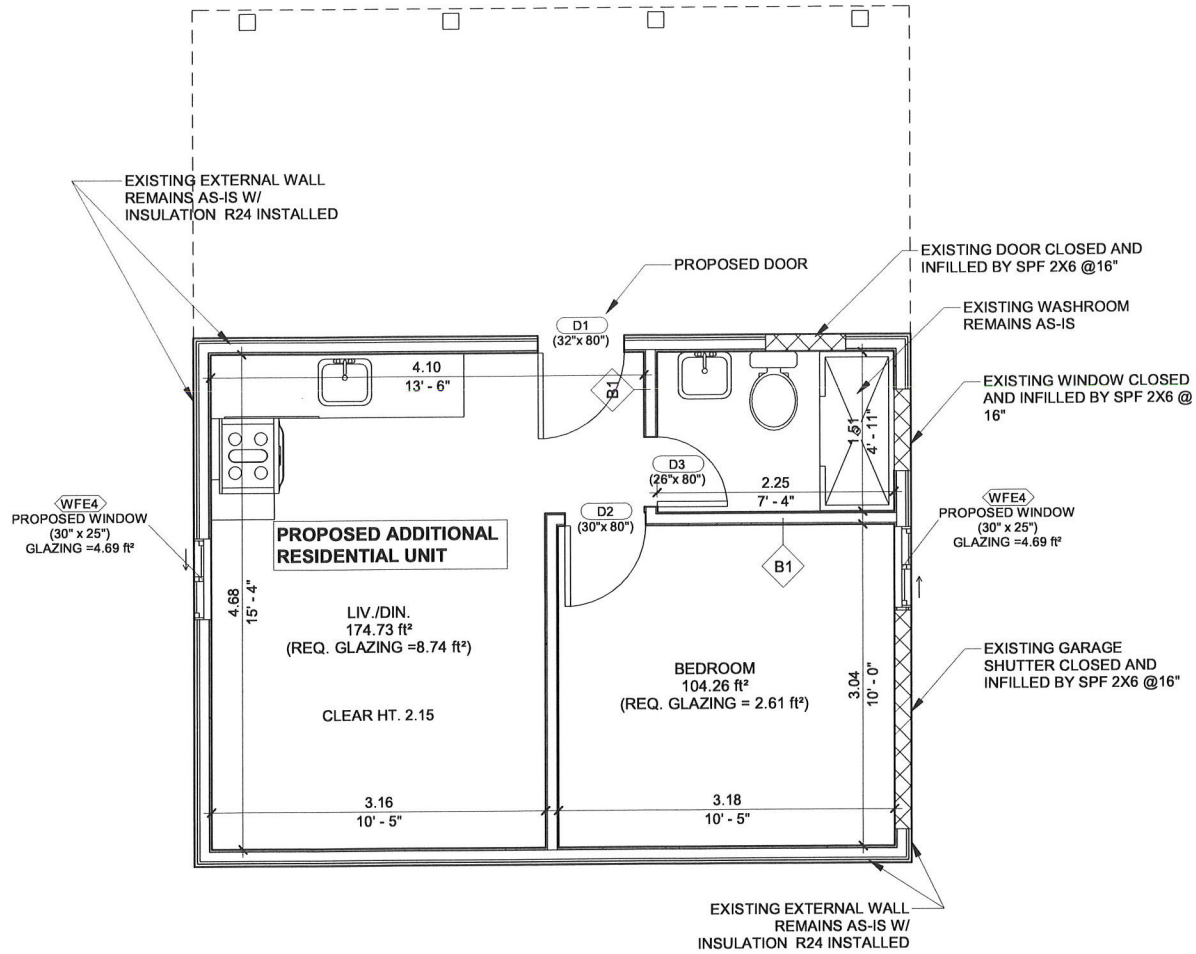 EXISTING EXTERNAL WALL
REMAINS AS-IS W/
INSULATION R24 INSTALLED
PROPOSED DOOR
EXISTING DOOR CLOSED AND
INFILLED BY SPF 2X6 @16"
EXISTING WASHROOM
REMAINS AS-IS
D1
(32"x 80")
4.10
13' - 6"
B1
EXISTING WINDOW CLOSED
AND INFILLED BY SPF 2X6 @
16"
1.51
4' - 11"
D3
(26"x 80")
2.25
7' - 4"
WFE4
PROPOSED WINDOW
(30" x 25")
GLAZING =4.69 ft²
D2
(30"x 80")
WFE4
PROPOSED WINDOW
(30" x 25")
GLAZING =4.69 ft²
PROPOSED ADDITIONAL
RESIDENTIAL UNIT
B1
4.68
15' - 4"
LIV./DIN.
174.73 ft²
(REQ. GLAZING =8.74 ft²)
CLEAR HT. 2.15
BEDROOM
104.26 ft²
(REQ. GLAZING = 2.61 ft²)
3.04
10' - 0"
EXISTING GARAGE
SHUTTER CLOSED AND
INFILLED BY SPF 2X6 @16"
3.16
10' - 5"
3.18
10' - 5"
EXISTING EXTERNAL WALL
REMAINS AS-IS W/
INSULATION R24 INSTALLED